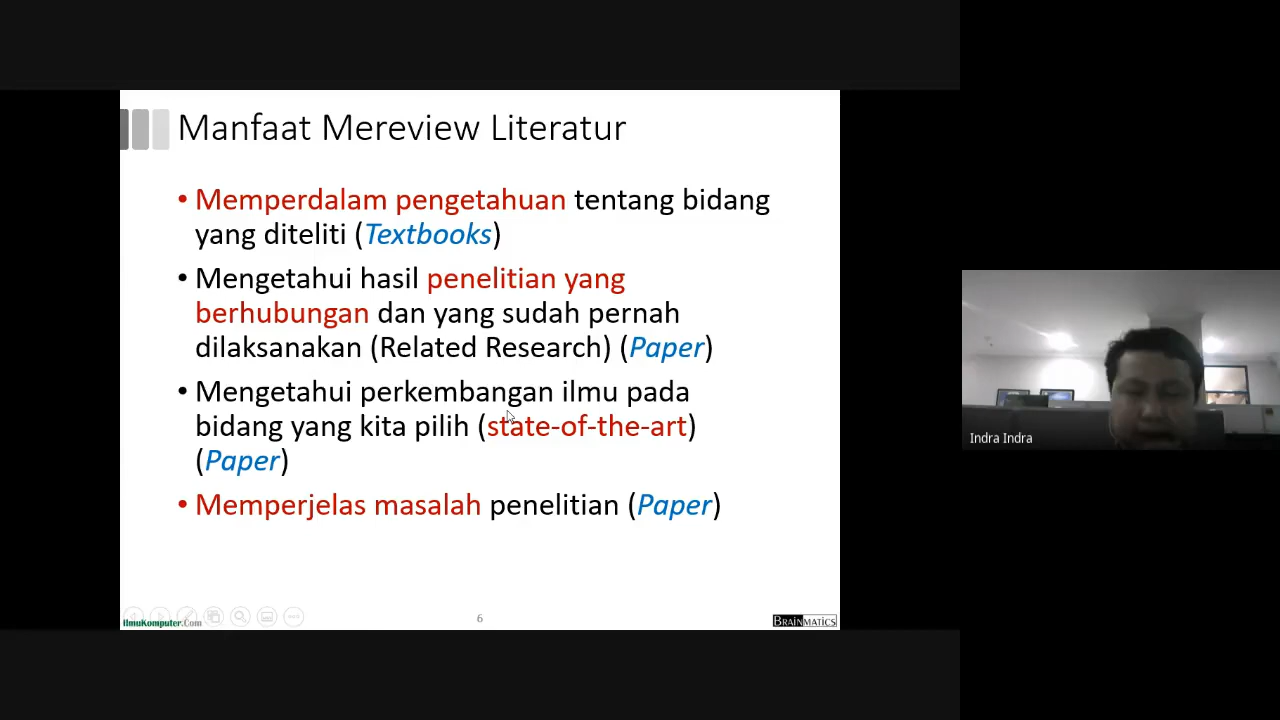 Manfaat Mereview Literatur
• Memperdalam pengetahuan tentang bidang
yang diteliti (Textbooks)
• Mengetahui hasil penelitian yang
berhubungan dan yang sudah pernah
dilaksanakan (Related Research) (Paper)
• Mengetahui perkembangan ilmu pada
bidang yang kita pilih (state-of-the-art)
(Paper)
• Memperjelas masalah penelitian (Paper)
IlmuKomputer.Com
6
BRAINMATICS
Indra Indra